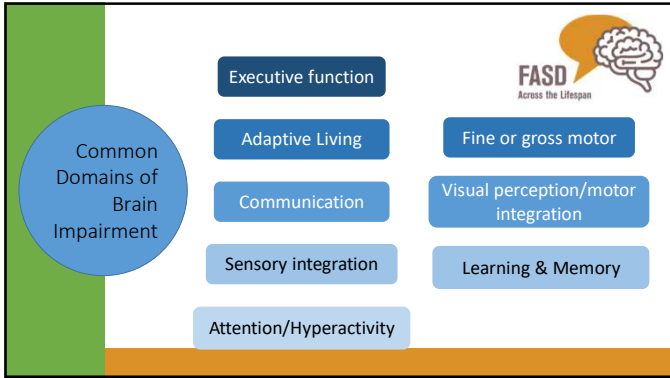 Common
Domains of
Brain
Impairment
Executive function
Adaptive Living
Communication
Sensory integration
Attention/Hyperactivity
FASD
Across the Lifespan
Fine or gross motor
Visual perception/motor
integration
Learning & Memory